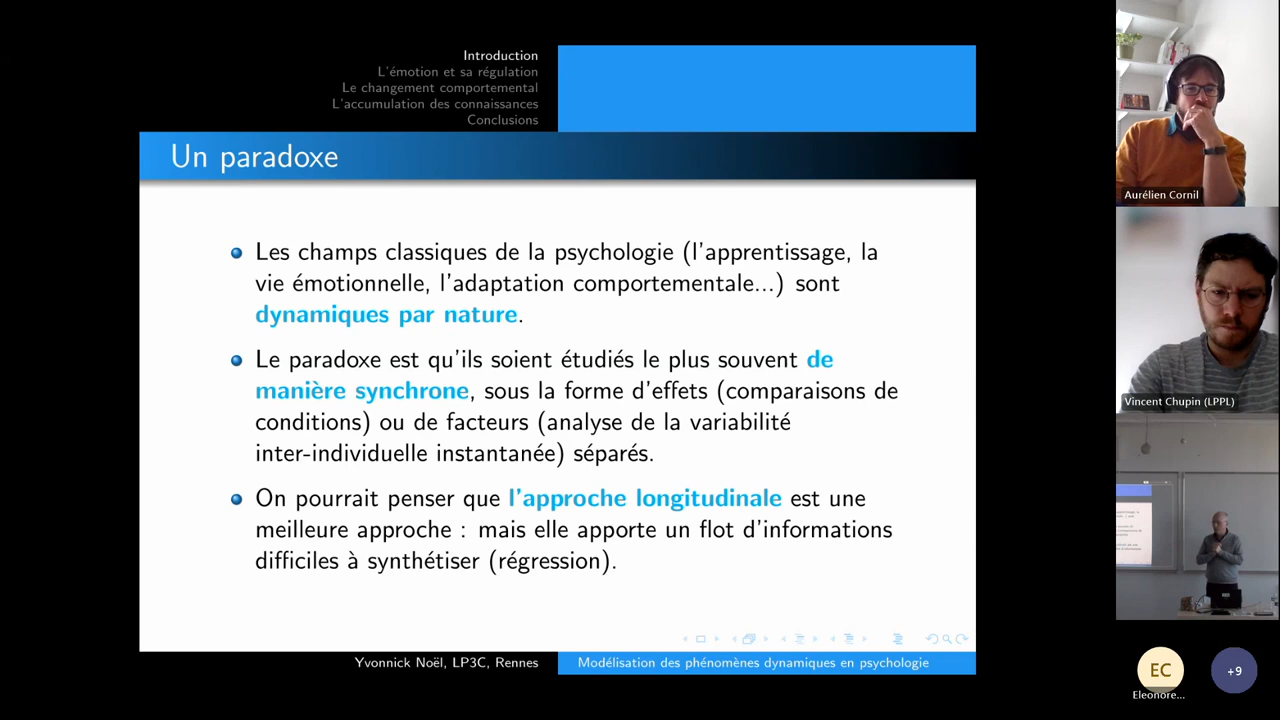 Introduction
L'émotion et sa régulation
Le changement comportemental
L'accumulation des connaissances
Conclusions
Un paradoxe
Les champs classiques de la psychologie (l'apprentissage, la
vie émotionnelle, l'adaptation comportementale...) sont
dynamiques par nature.
Le paradoxe est qu'ils soient étudiés le plus souvent de
manière synchrone, sous la forme d'effets (comparaisons de
conditions) ou de facteurs (analyse de la variabilité
inter-individuelle instantanée) séparés.
On pourrait penser que l'approche longitudinale est une
meilleure approche : mais elle apporte un flot d'informations
difficiles à synthétiser (régression).
Yvonnick Noël, LP3C, Rennes
Modélisation des phénomènes dynamiques en psychologie
Aurélien Cornil
Vincent Chupin (LPPL)
EC
Eleonore...
+9